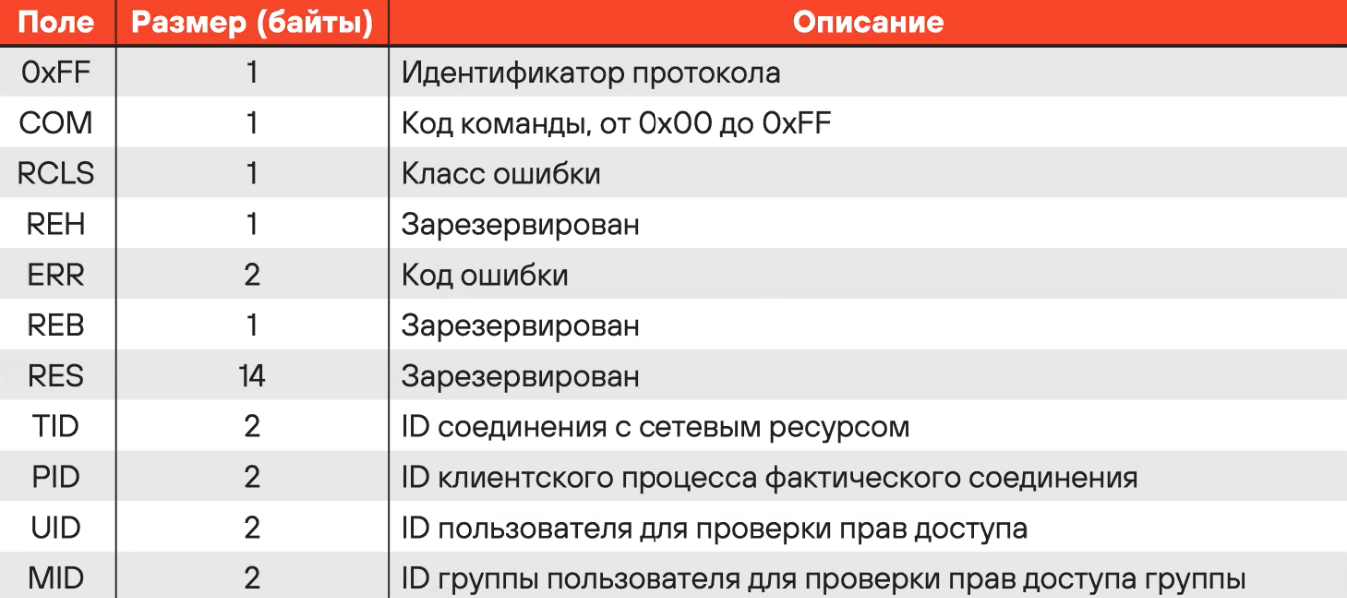 Поле Размер (байты) Описание
0xFF 1 Идентификатор протокола
COM 1 Код команды, от 0x00 до 0xFF
RCLS 1 Класс ошибки
REH 1 Зарезервирован
ERR 2 Код ошибки
REB 1 Зарезервирован
RES 14 Зарезервирован
TID 2 ID соединения с сетевым ресурсом
PID 2 ID клиентского процесса фактического соединения
UID 2 ID пользователя для проверки прав доступа
MID 2 ID группы пользователя для проверки прав доступа группы